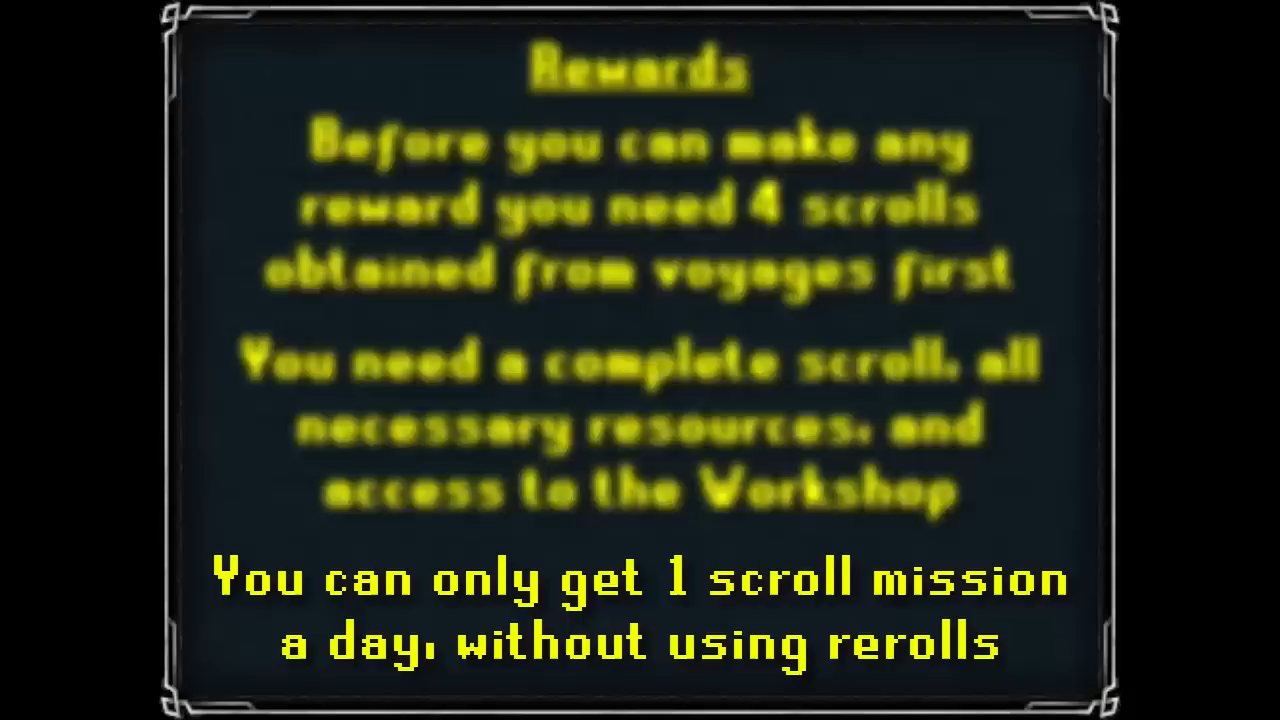 Rewards
Before you can make any
reward you need 4 scrolls
obtained from voyages first
You need a complete scroll, all
necessary resources, and
access to the Workshop
You can only get 1 scroll mission
a day, without using rerolls